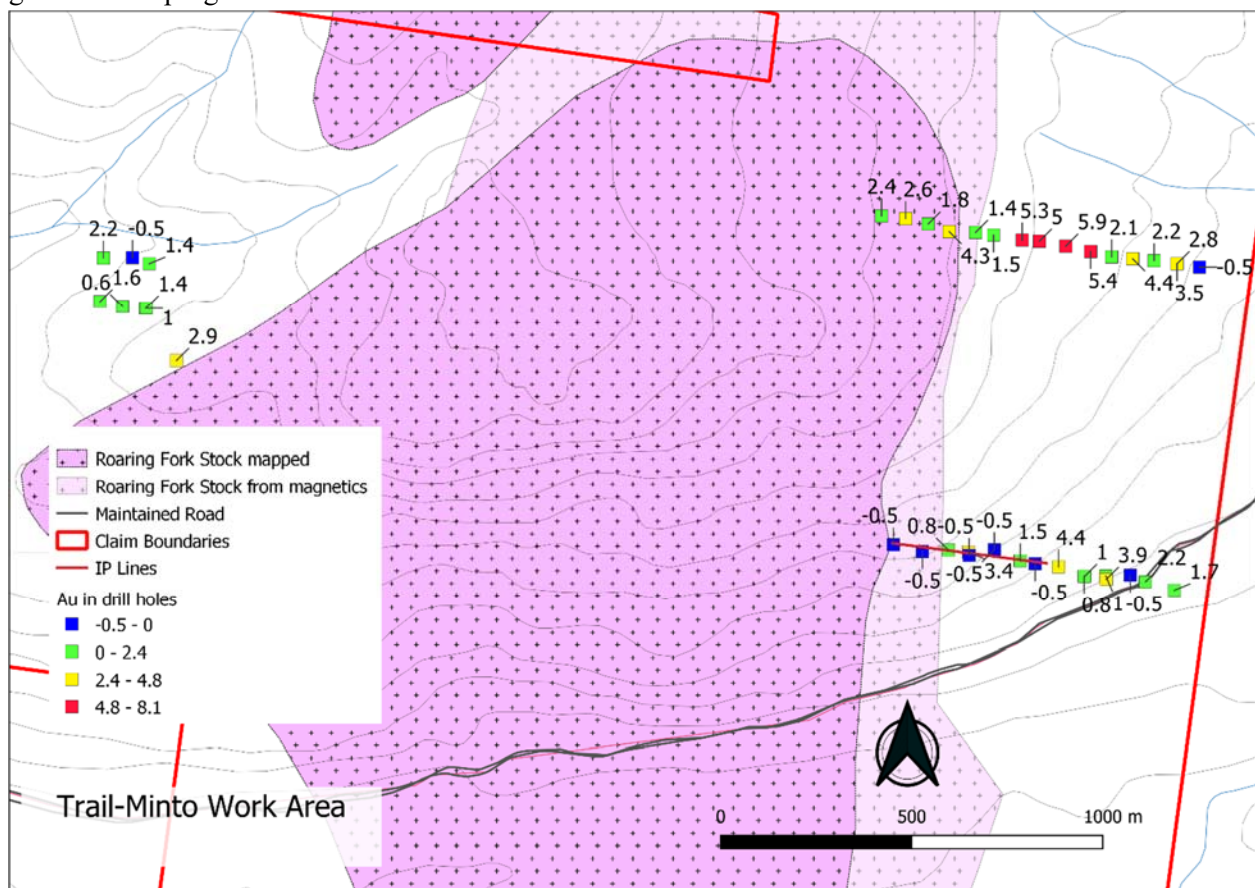 2.4 2.6 1.8 1.4 5.3 5 5.9 2.1 2.2 2.8
4.3 1.5 5.4 4.4 3.5 -0.5
2.2 -0.5 1.4
0.6 1.6 1.4
1
2.9
Roaring Fork Stock mapped
Roaring Fork Stock from magnetics
Maintained Road
Claim Boundaries
IP Lines
Au in drill holes
-0.5 - 0
0 - 2.4
2.4 - 4.8
4.8 - 8.1
-0.5 0.8 -0.5 -0.5 1.5 4.4 1 3.9 2.2
-0.5 -0.5 3.4 -0.5 0.8 1 -0.5 1.7
Trail-Minto Work Area
0 500 1000 m